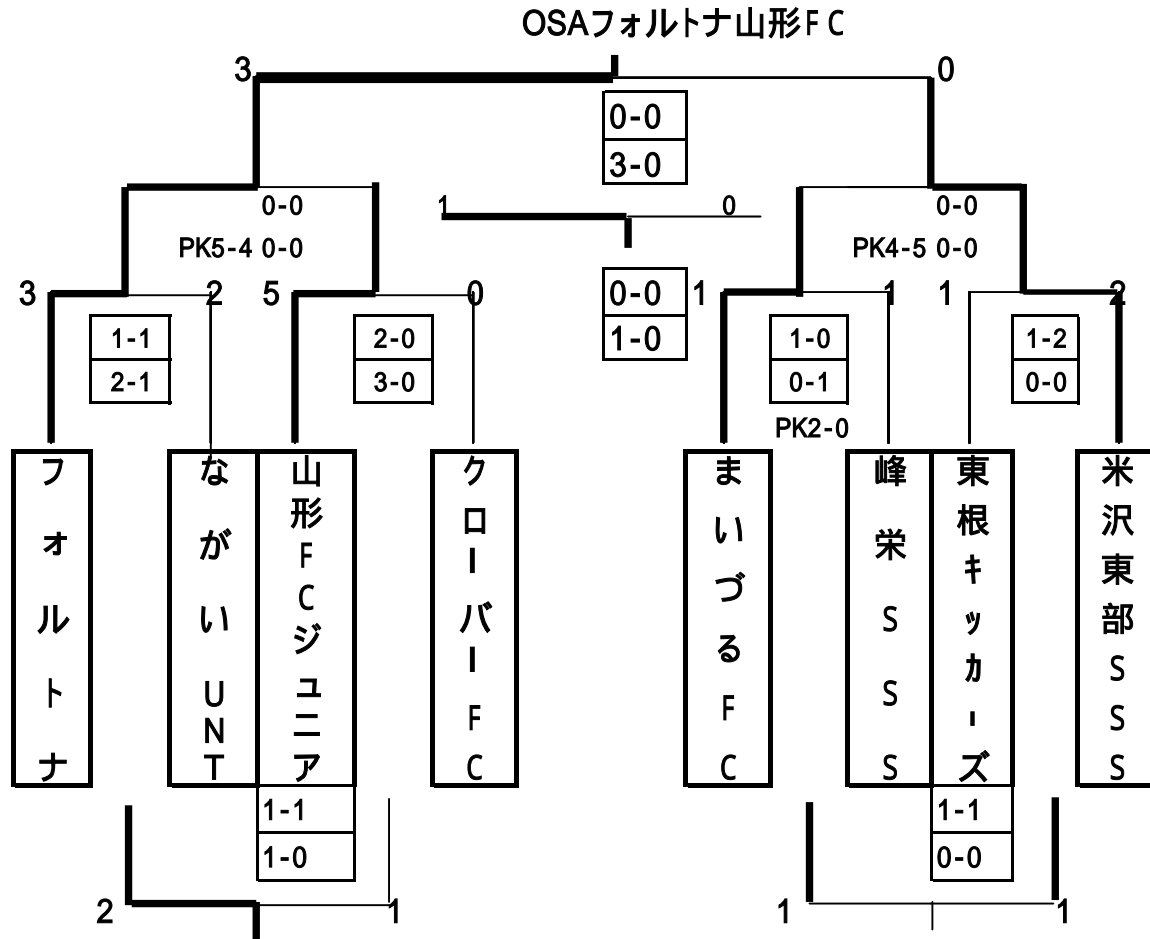 OSAフォルトナ山形FC
3 0
0-0
3-0
0-0 1 0 0-0
PK5-4 0-0 PK4-5 0-0
3 2 5 0 0-0 1 1 1 2
1-1 2-0 1-0 1-0 1-2
2-1 3-0 0-1 0-0
PK2-0
フォルトナ
ながいUNT
山形FCジュニア
クローバーFC
まいづるFC
峰栄SSS
東根キッカーズ
米沢東部SSS
1-1 1-1
1-0 0-0
2 1 1 1